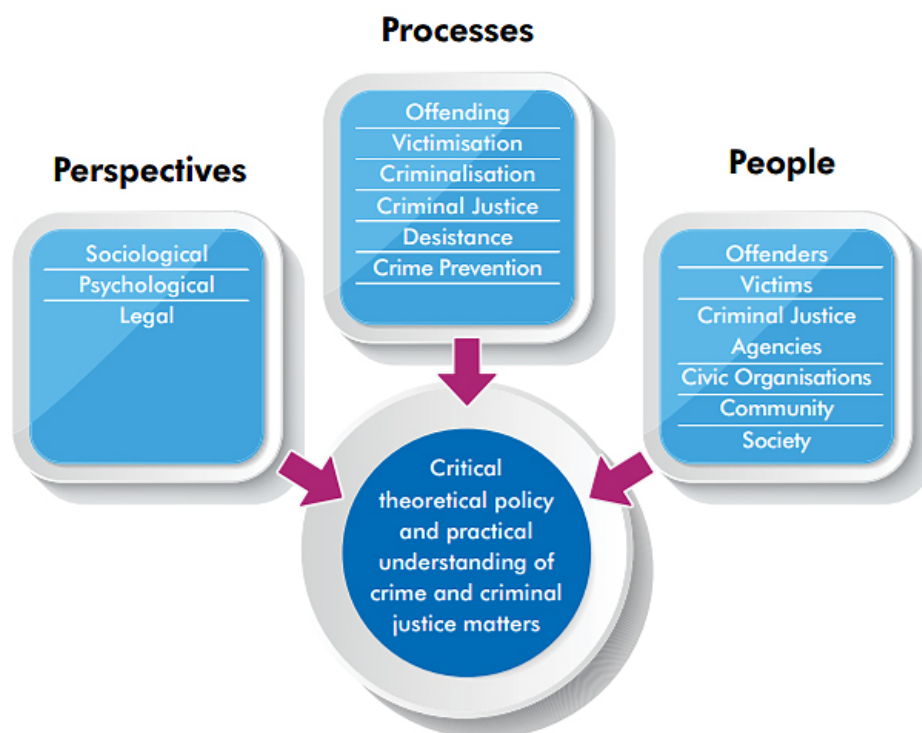 Processes
Offending
Victimisation
Criminalisation
Criminal Justice
Desistance
Crime Prevention
Perspectives
Sociological
Psychological
Legal
People
Offenders
Victims
Criminal Justice
Agencies
Civic Organisations
Community
Society
Critical
theoretical policy
and practical
understanding of
crime and criminal
justice matters